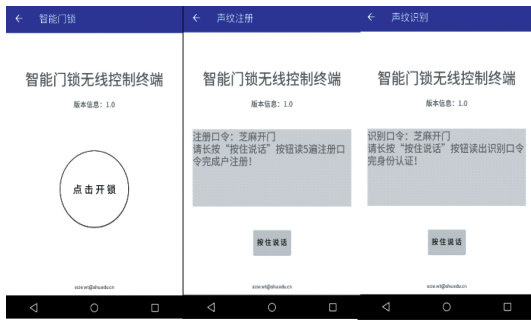 智能门锁
智能门锁无线控制终端
版本信息：1.0
点击开锁
声纹注册
智能门锁无线控制终端
版本信息：1.0
注册口令：芝麻开门
请长按“按住说话”按钮读5遍注册口
令完成户注册！
按住说话
声纹识别
智能门锁无线控制终端
版本信息：1.0
识别口令：芝麻开门
请长按“按住说话”按钮读出识别口令
完身份认证！
按住说话